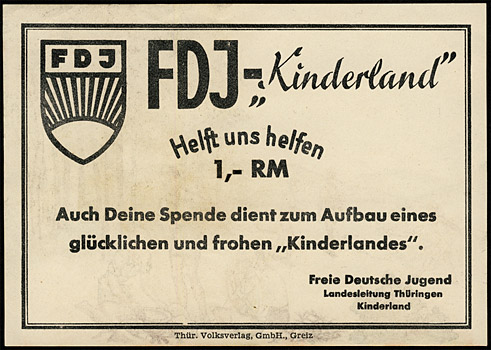 FDJ
FDJ-„Kinderland”
Helft uns helfen
1,- RM
Auch Deine Spende dient zum Aufbau eines
glücklichen und frohen „Kinderlandes”.
Freie Deutsche Jugend
Landesleitung Thüringen
Kinderland
Thür. Volksverlag, GmbH., Greiz